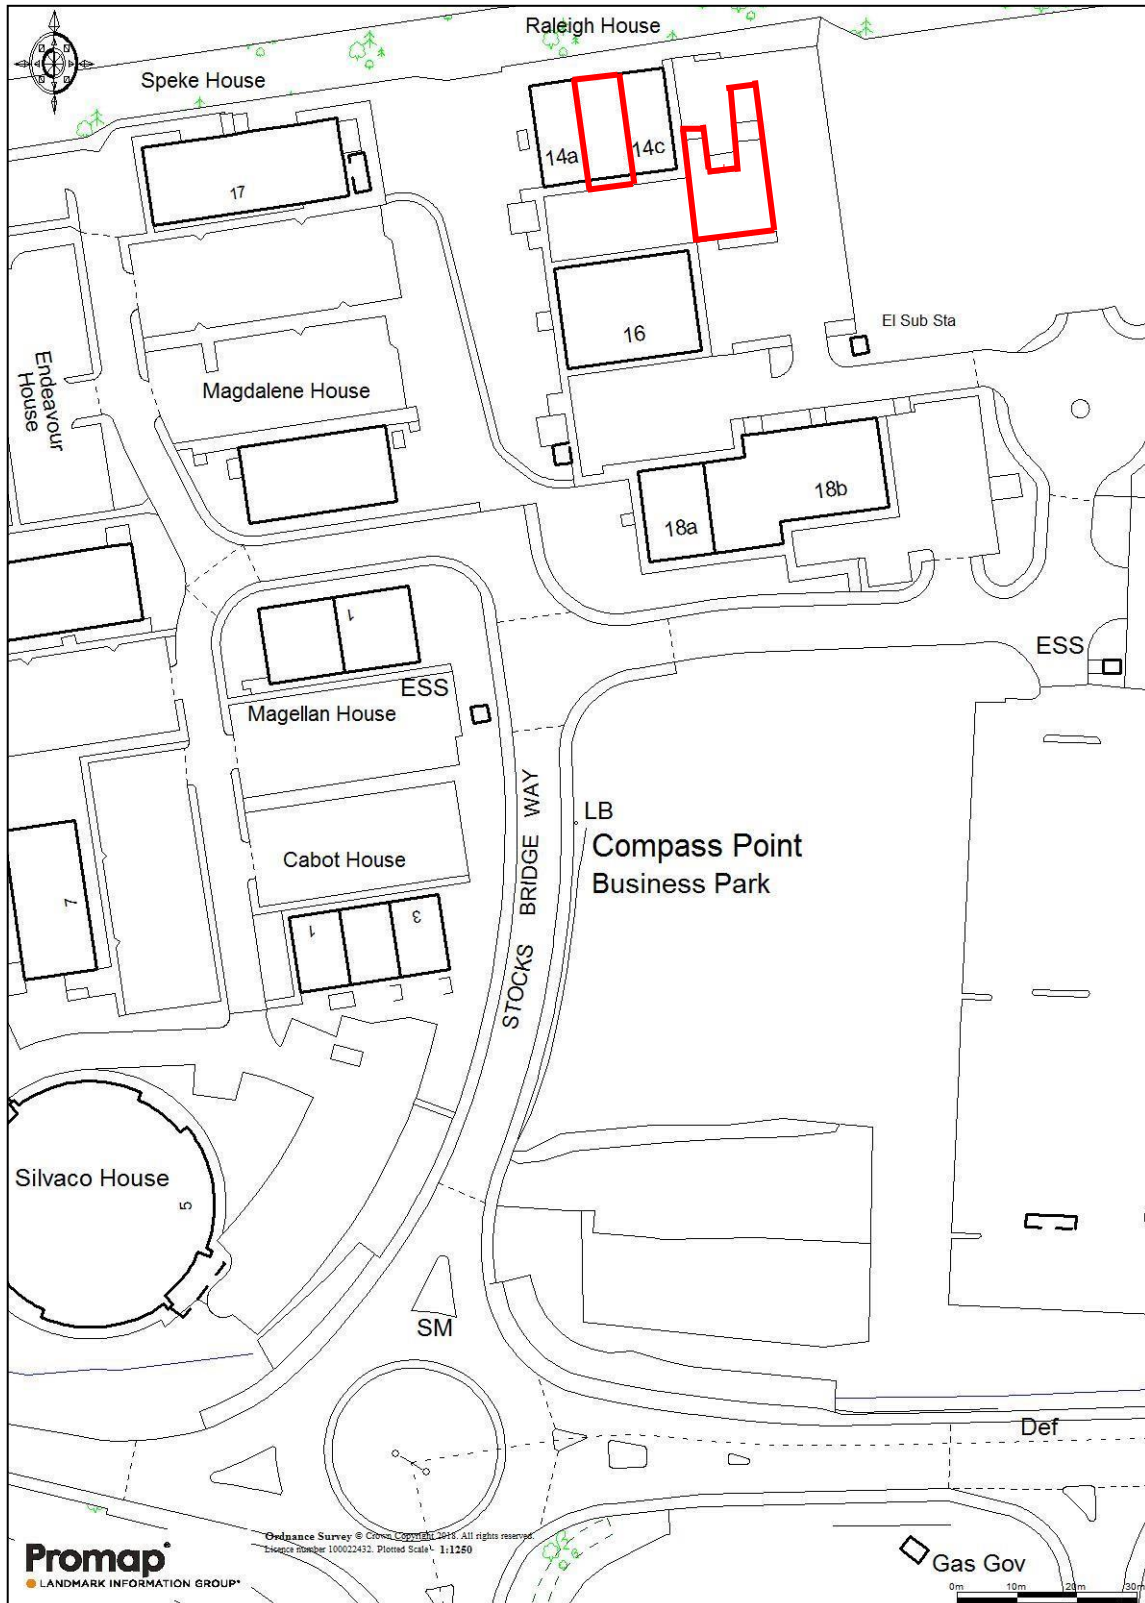 Raleigh House
Speke House
14a
14c
17
16
El Sub Sta
Endeavour
House
Magdalene House
18b
18a
1
ESS
ESS
Magellan House
STOCKS BRIDGE WAY
LB
Compass Point
Business Park
Cabot House
7
1
3
Silvaco House
5
SM
Def
Ordnance Survey © Crown Copyright 2018. All rights reserved.
Licence number 100022432. Plotted Scale - 1:1250
Promap®
LANDMARK INFORMATION GROUP®
Gas Gov
0m 10m 20m 30m